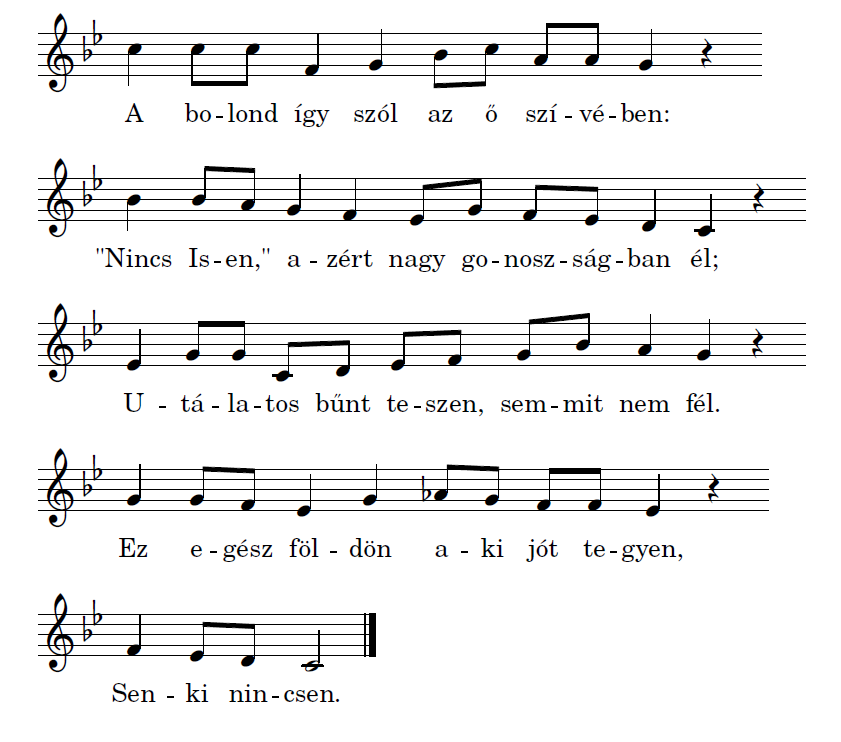 A bo-lond így szól az ő szí-vé-ben:
"Nincs Is-en," a-zért nagy go-nosz-ság-ban él;
U-tá-la-tos bűnt te-szen, sem-mit nem fél.
Ez e-gész föl-dön a-ki jót te-gyen,
Sen-ki nin-csen.